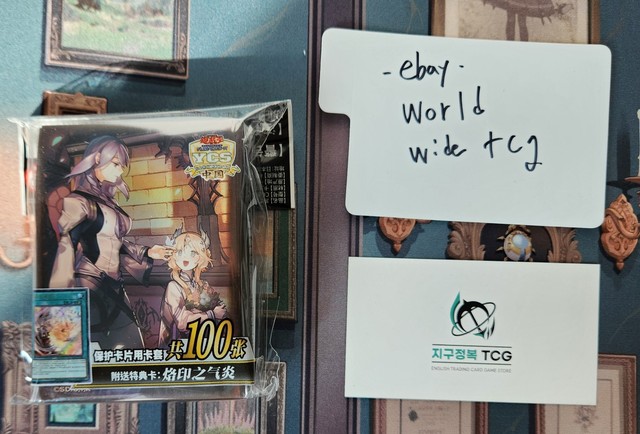 YCS
中国
保护卡片用卡套 共100张
附送特典卡：烙印之气炎
-ebay-
World
wide tcg
지구정복 TCG
ENGLISH TRADING CARD GAME STORE